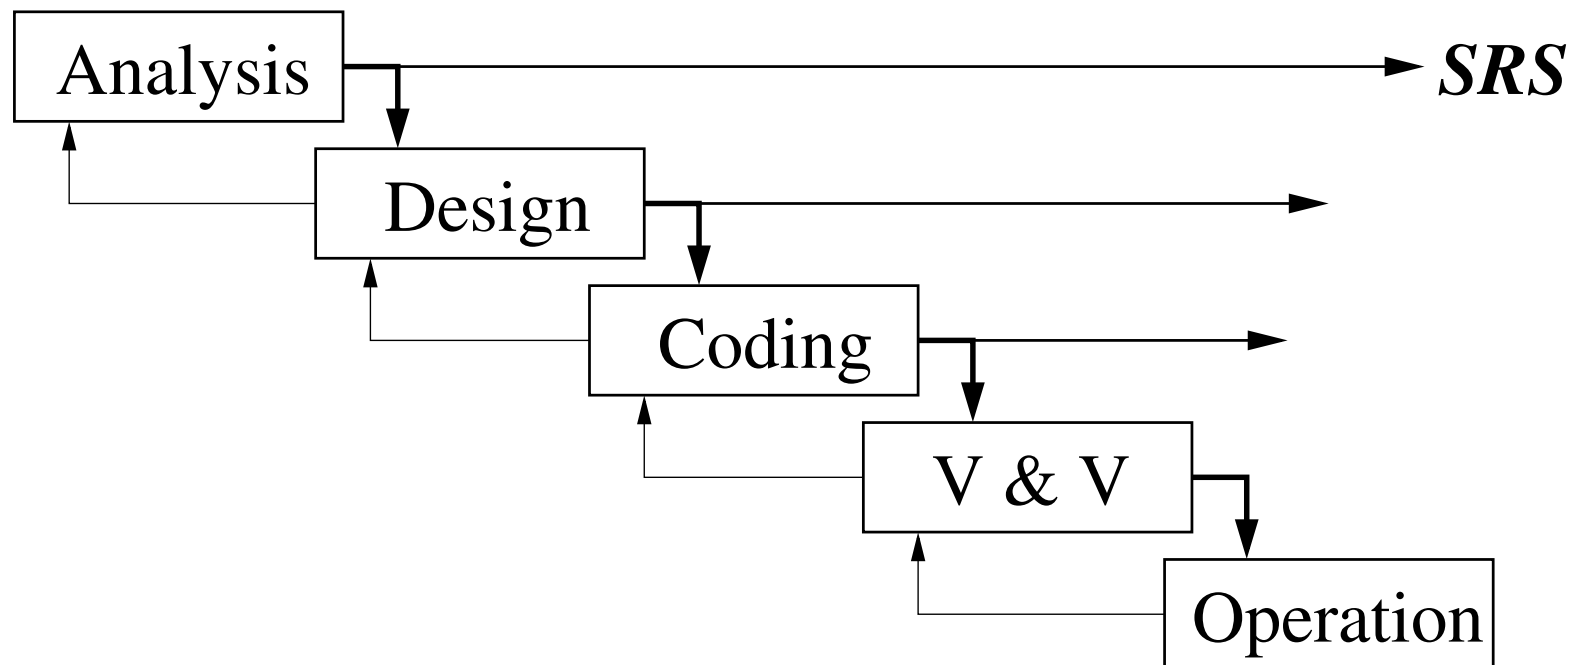 Analysis
SRS
Design
Coding
V & V
Operation